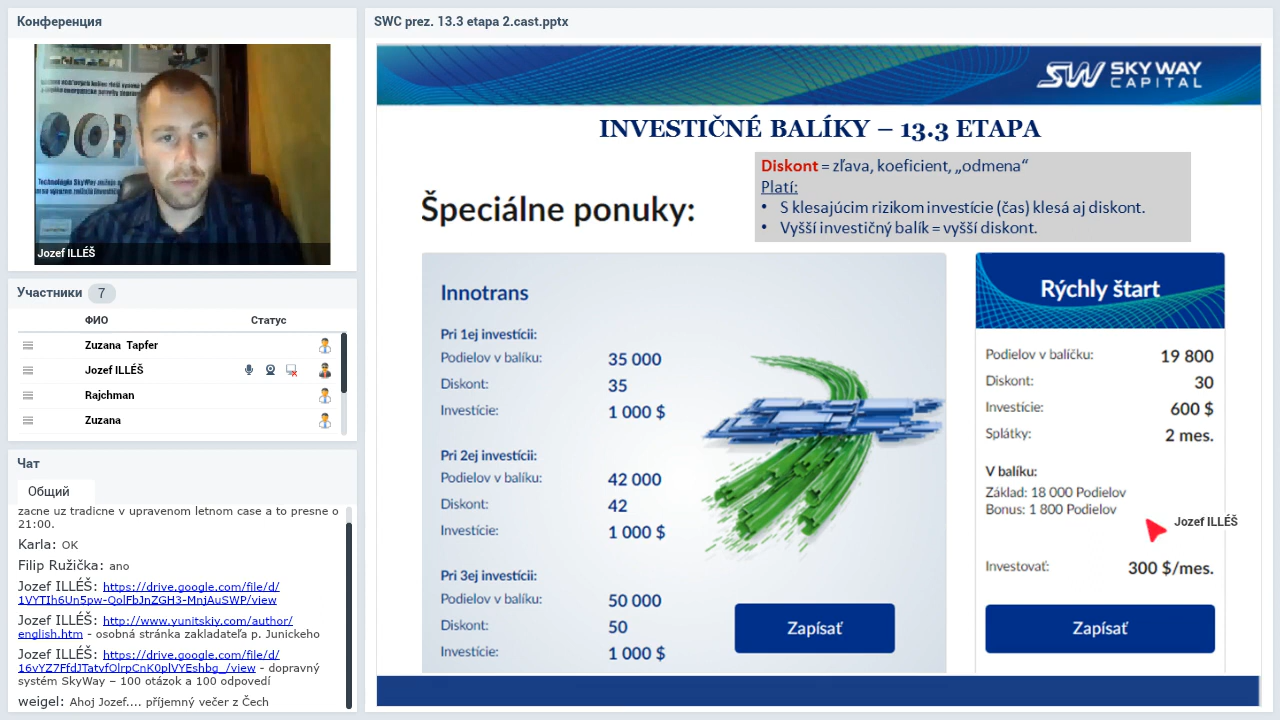 Конференция
Jozef ILLÉŠ
Участники 7
ФИО Статус
Zuzana Tapfer
Jozef ILLÉŠ
Rajchman
Zuzana
Чат
Общий
zacne uz tradicne v upravenom letnom case a to presne o
21:00.
Karla: OK
Filip Ružička: ano
Jozef ILLÉŠ: https://drive.google.com/file/d/
1VYTIh6Un5pw-QolFbJnZGH3-MnjAuSWP/view
Jozef ILLÉŠ: http://www.yunitskiy.com/author/
english.htm - osobná stránka zakladateľa p. Junickeho
Jozef ILLÉŠ: https://drive.google.com/file/d/
- dopravný
systém SkyWay – 100 otázok a 100 odpovedí
weigel: Ahoj Jozef.... příjemný večer z Čech
SWC prez. 13.3 etapa 2.cast.pptx
SW SKY WAY
CAPITAL
INVESTIČNÉ BALÍKY – 13.3 ETAPA
Diskont = zľava, koeficient, „odmena“
Platí:
• S klesajúcim rizikom investície (čas) klesá aj diskont.
• Vyšší investičný balík = vyšší diskont.
Špeciálne ponuky:
Innotrans
Pri 1ej investícii:
Podielov v balíku: 35 000
Diskont: 35
Investície: 1 000 $
Pri 2ej investícii:
Podielov v balíku: 42 000
Diskont: 42
Investície: 1 000 $
Pri 3ej investícii:
Podielov v balíku: 50 000
Diskont: 50
Investície: 1 000 $
Zapísať
Rýchly štart
Podielov v balíčku: 19 800
Diskont: 30
Investície: 600 $
Splátky: 2 mes.
V balíku:
Základ: 18 000 Podielov
Bonus: 1 800 Podielov
Jozef ILLÉŠ
Investovať: 300 $/mes.
Zapísať